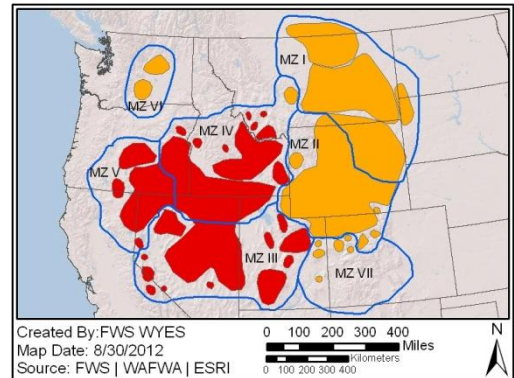 MZ I
MZ VI
MZ IV
MZ II
MZ V
MZ III
MZ VII
Created By:FWS WYES
Map Date: 8/30/2012
Source: FWS | WAFWA | ESRI
0 100 200 300 400
Miles
Kilometers
0 100 200 300 400
N